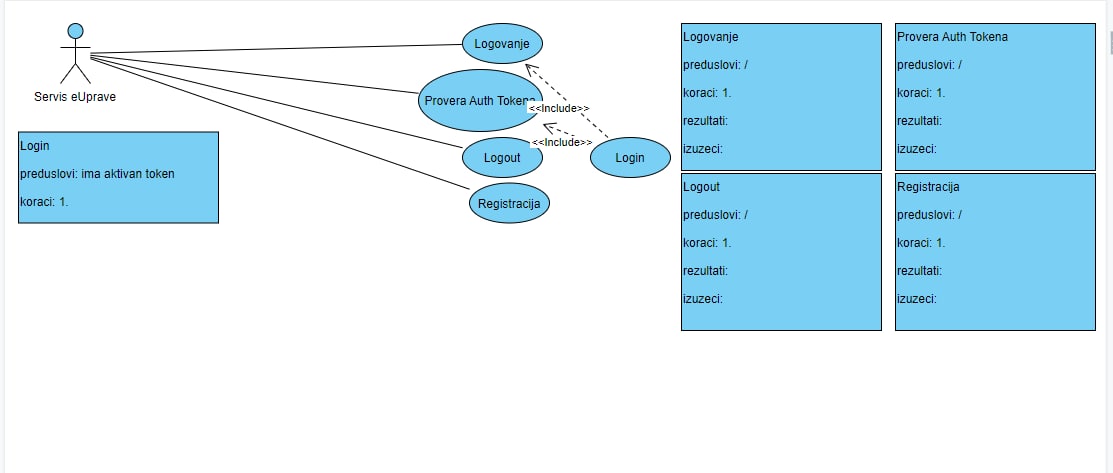 Servis eUprave
Login
preduslovi: ima aktivan token
koraci: 1.
Logovanje
Provera Auth Tokena
<<Include>>
<<Include>>
Logout
Login
Registracija
Logovanje
preduslovi: /
koraci: 1.
rezultati:
izuzeci:
Provera Auth Tokena
preduslovi: /
koraci: 1.
rezultati:
izuzeci:
Logout
preduslovi: /
koraci: 1.
rezultati:
izuzeci:
Registracija
preduslovi: /
koraci: 1.
rezultati:
izuzeci: